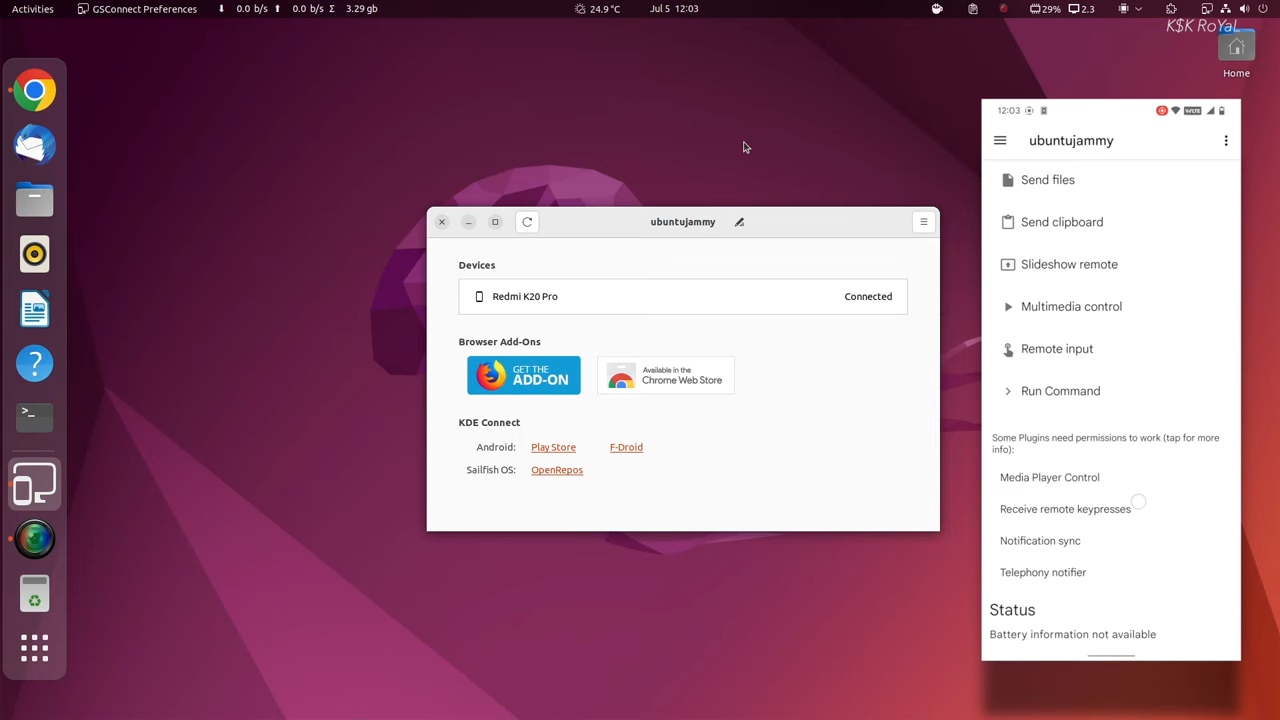 Activities
GSConnect Preferences
0.0 b/s
0.0 b/s Σ 3.29 gb
24.9 °C
Jul 5 12:03
29%
2.3
K$K RoYaL
Home
12:03
VoLTE
ubuntujammy
Send files
Send clipboard
Slideshow remote
Multimedia control
Remote input
Run Command
Some Plugins need permissions to work (tap for more
info):
Media Player Control
Receive remote keypresses
Notification sync
Telephony notifier
Status
Battery information not available
ubuntujammy
Devices
Redmi K20 Pro
Connected
Browser Add-Ons
GET THE
ADD-ON
Available in the
Chrome Web Store
KDE Connect
Android: Play Store F-Droid
Sailfish OS: OpenRepos